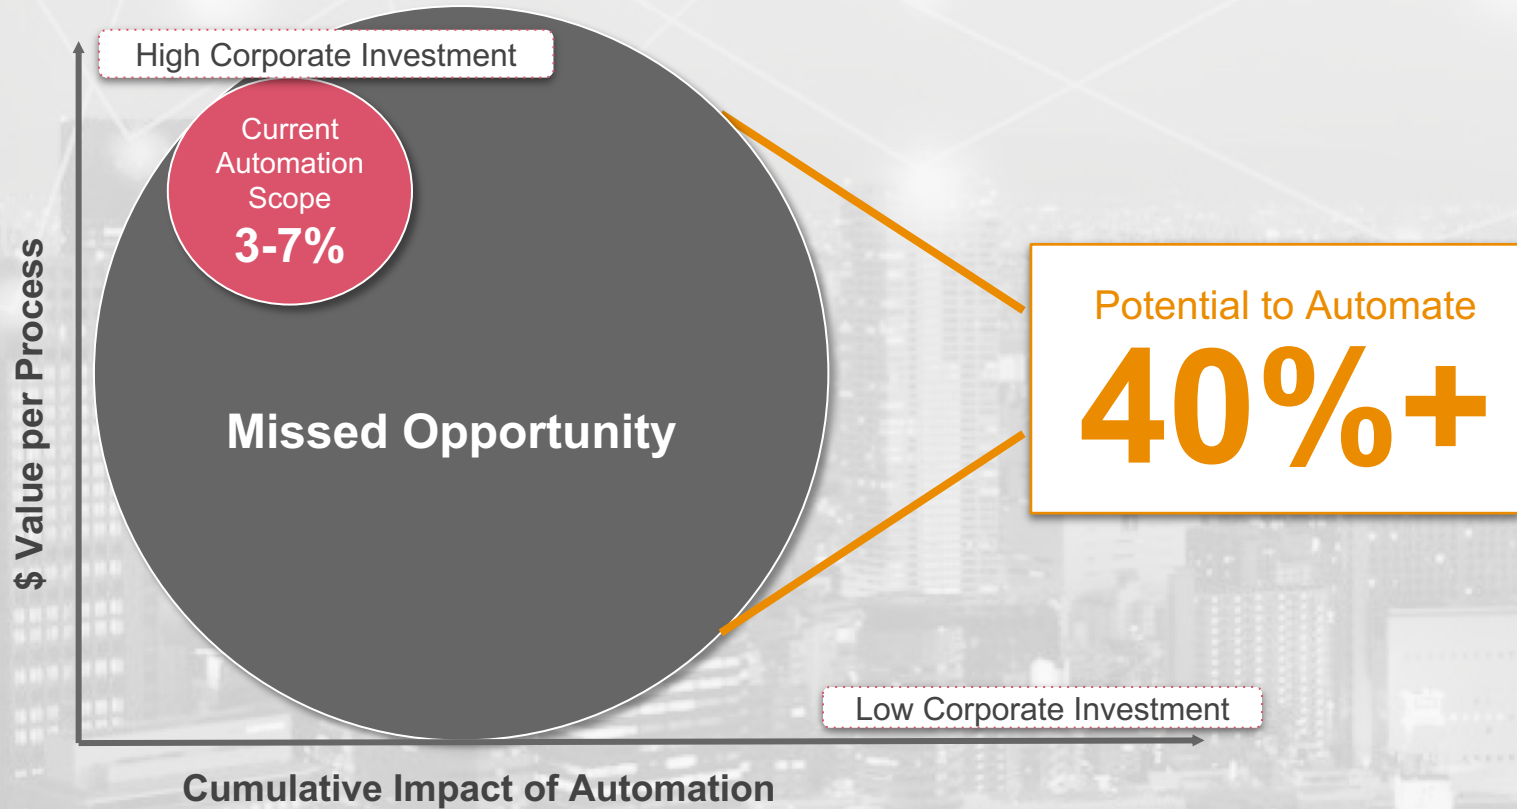 High Corporate Investment
Current
Automation
Scope
3-7%
Missed Opportunity
Potential to Automate
40%+
$ Value per Process
Low Corporate Investment
Cumulative Impact of Automation